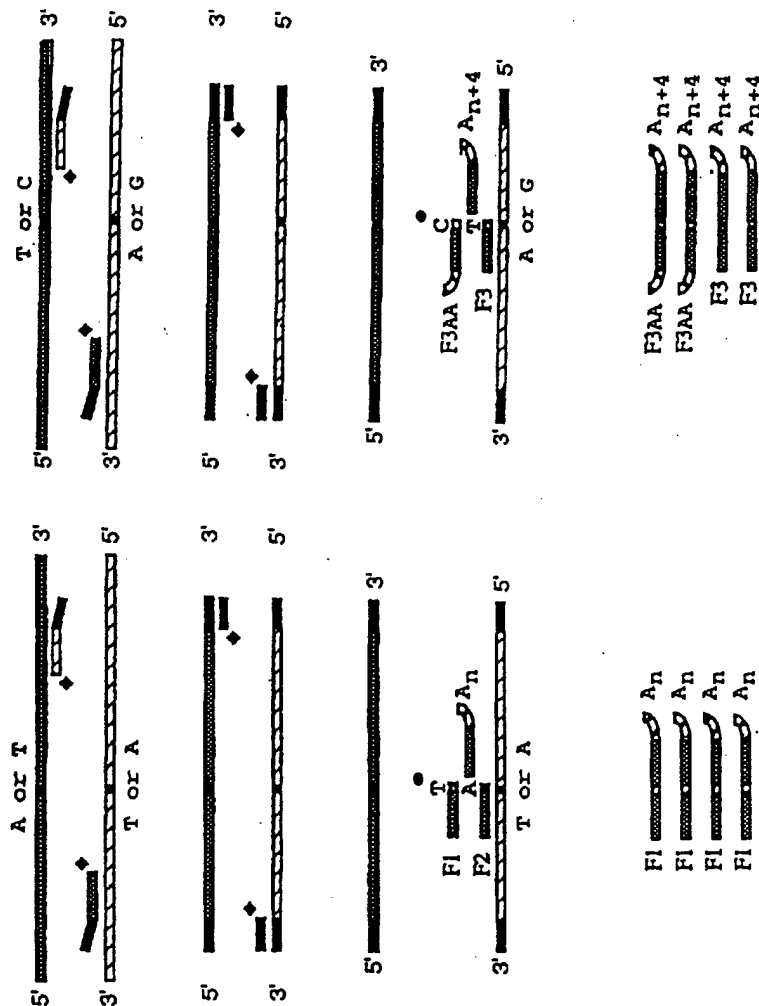 A or T T or C
5' 3' 5' 3'
3' 5' 3' 5'
T or A A or G
5' 3' 5' 3'
3' 5' 3' 5'
5' 3' 5' 3'
F1 T F3AA C
An An+4
F2 A F3 T
3' 5' 3' 5'
T or A A or G
F1 An F3AA An+4
F1 An F3AA An+4
F1 An F3 An+4
F1 An F3 An+4